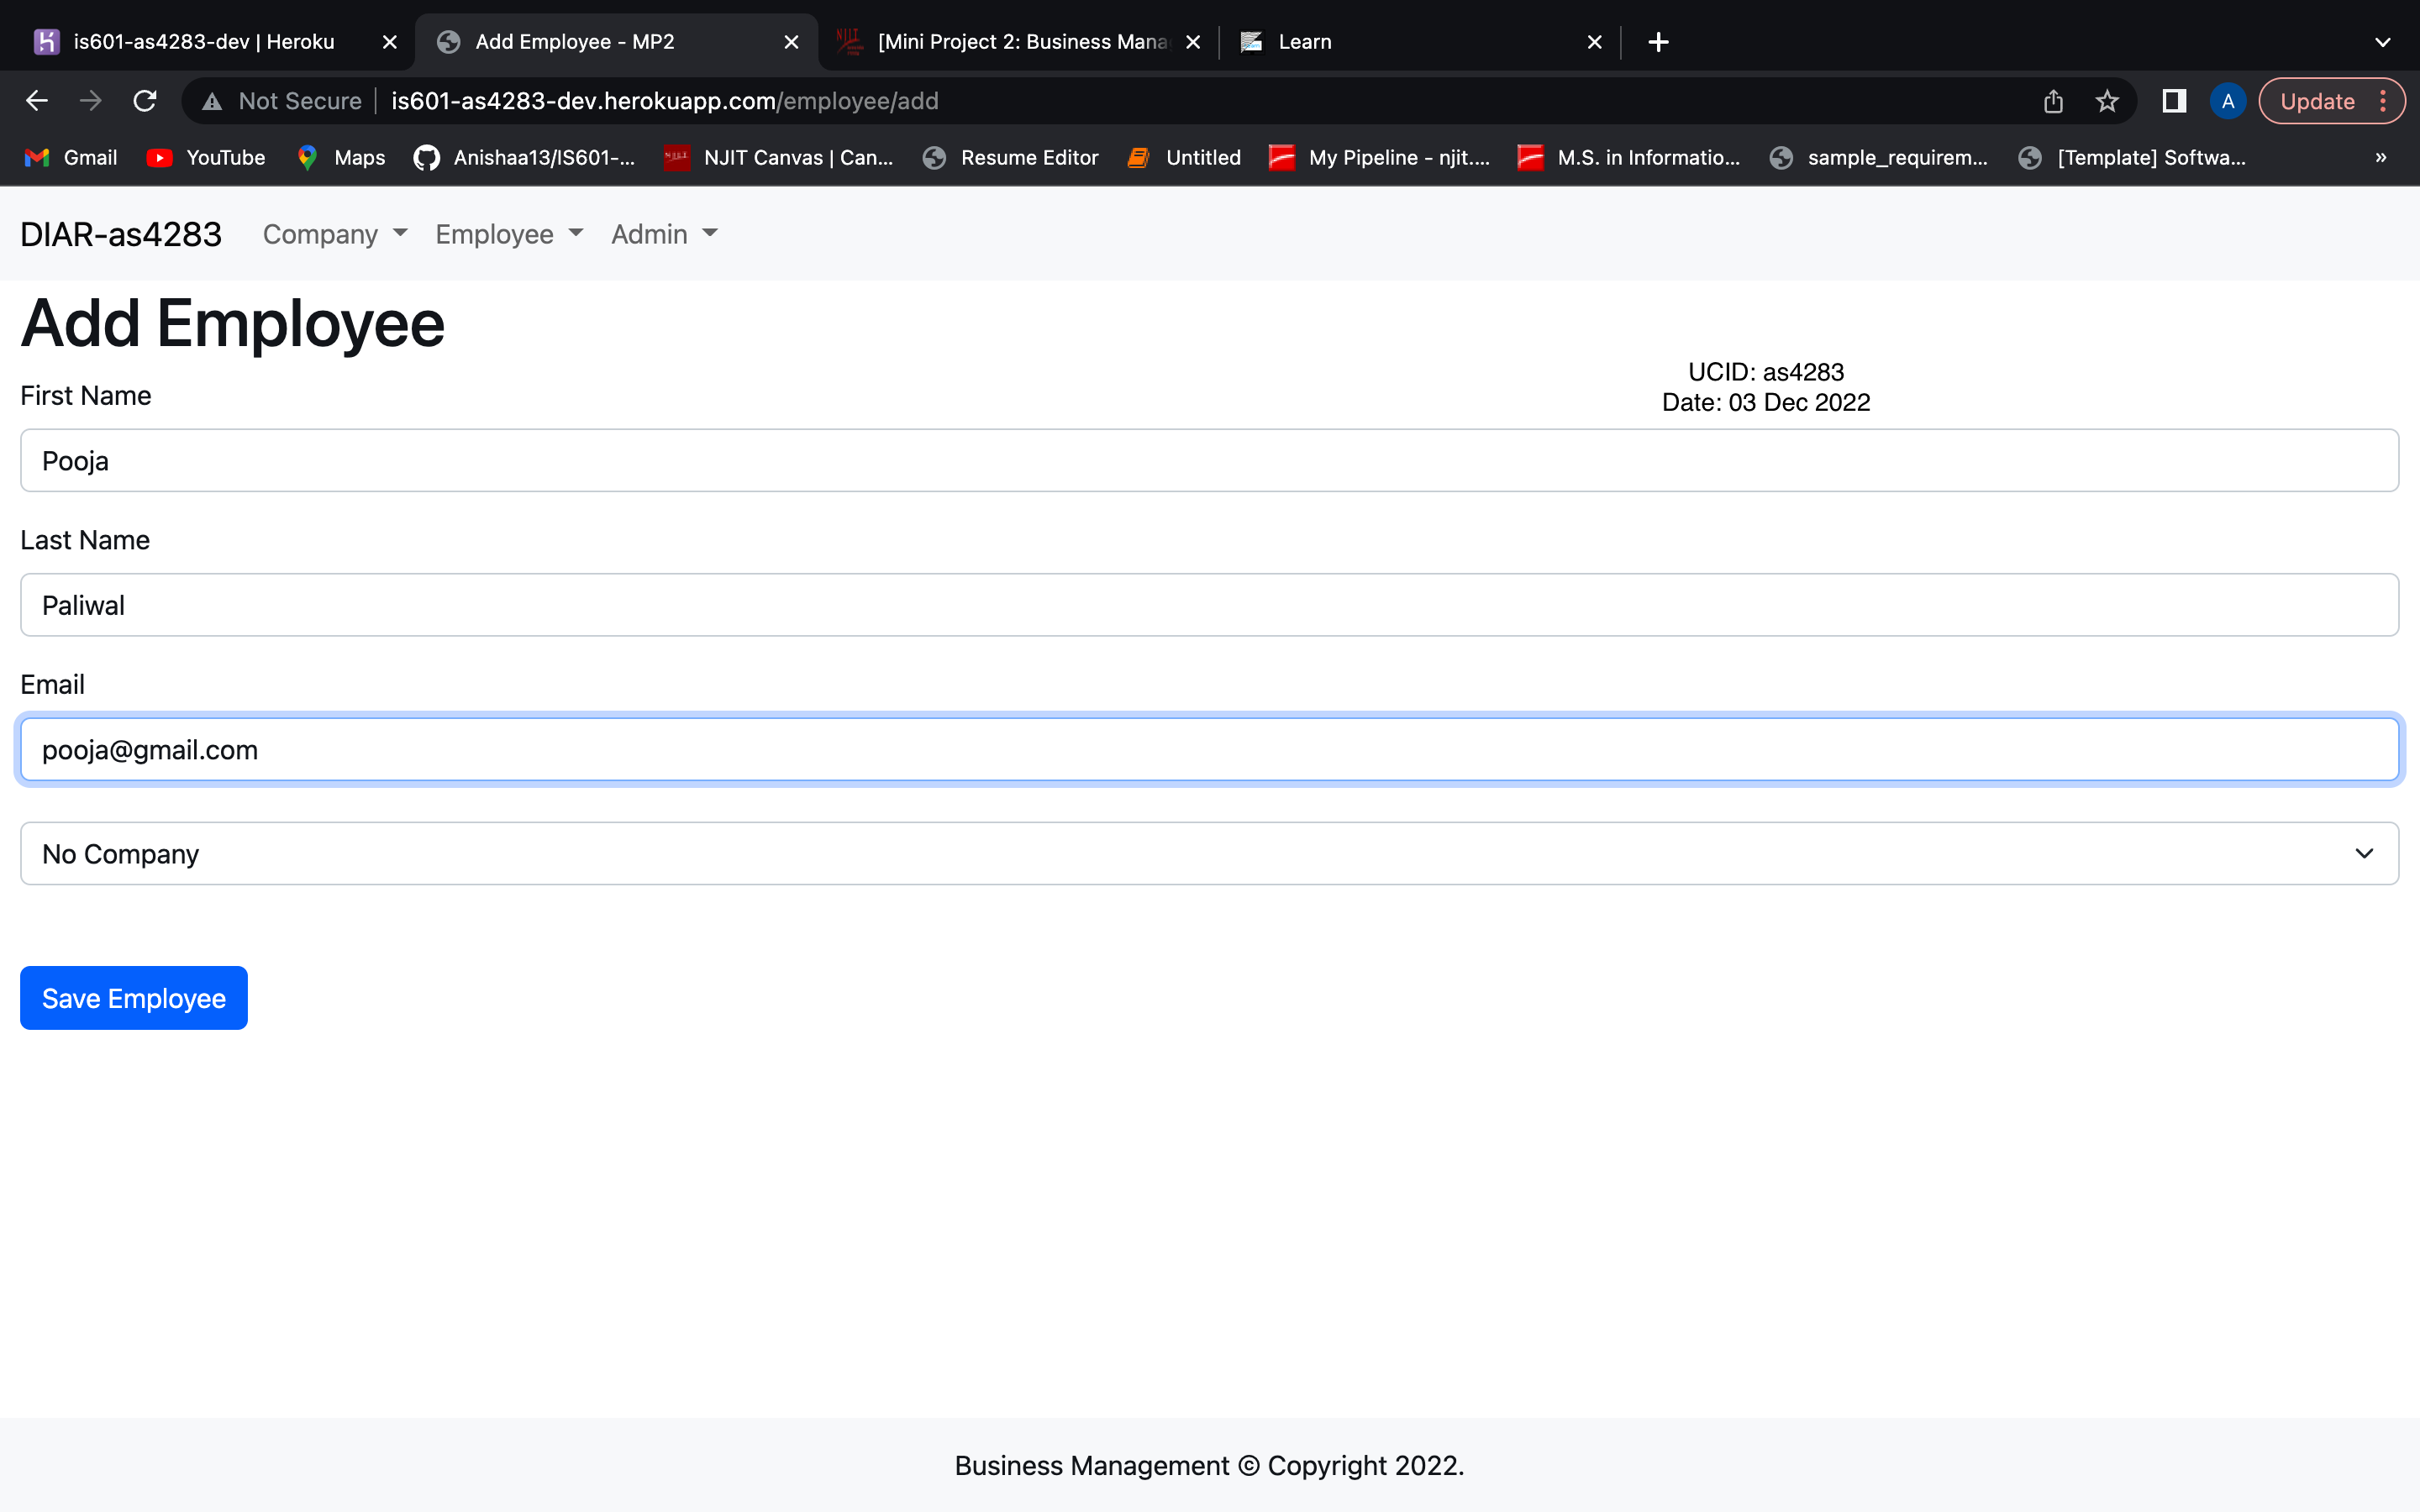 is601-as4283-dev | Heroku
Add Employee - MP2
[Mini Project 2: Business Mana
Learn
Not Secure is601-as4283-dev.herokuapp.com/employee/add
A
Update
Gmail YouTube Maps Anishaa13/IS601-... NJIT Canvas | Can... Resume Editor Untitled My Pipeline - njit.... M.S. in Informatio... sample_requirem... [Template] Softwa... »
DIAR-as4283 Company Employee Admin
Add Employee
UCID: as4283
Date: 03 Dec 2022
First Name
Pooja
Last Name
Paliwal
Email
pooja@gmail.com
No Company
Save Employee
Business Management © Copyright 2022.